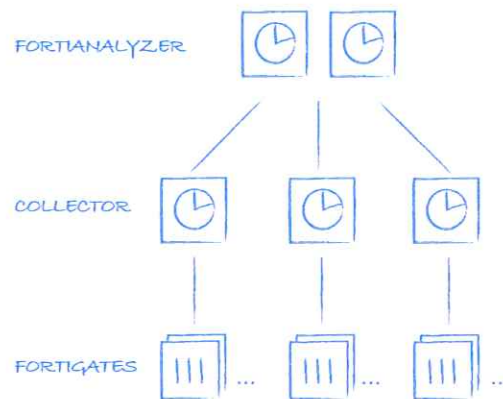 FORTIANALYZER
COLLECTOR
FORTIGATES
...
...
...